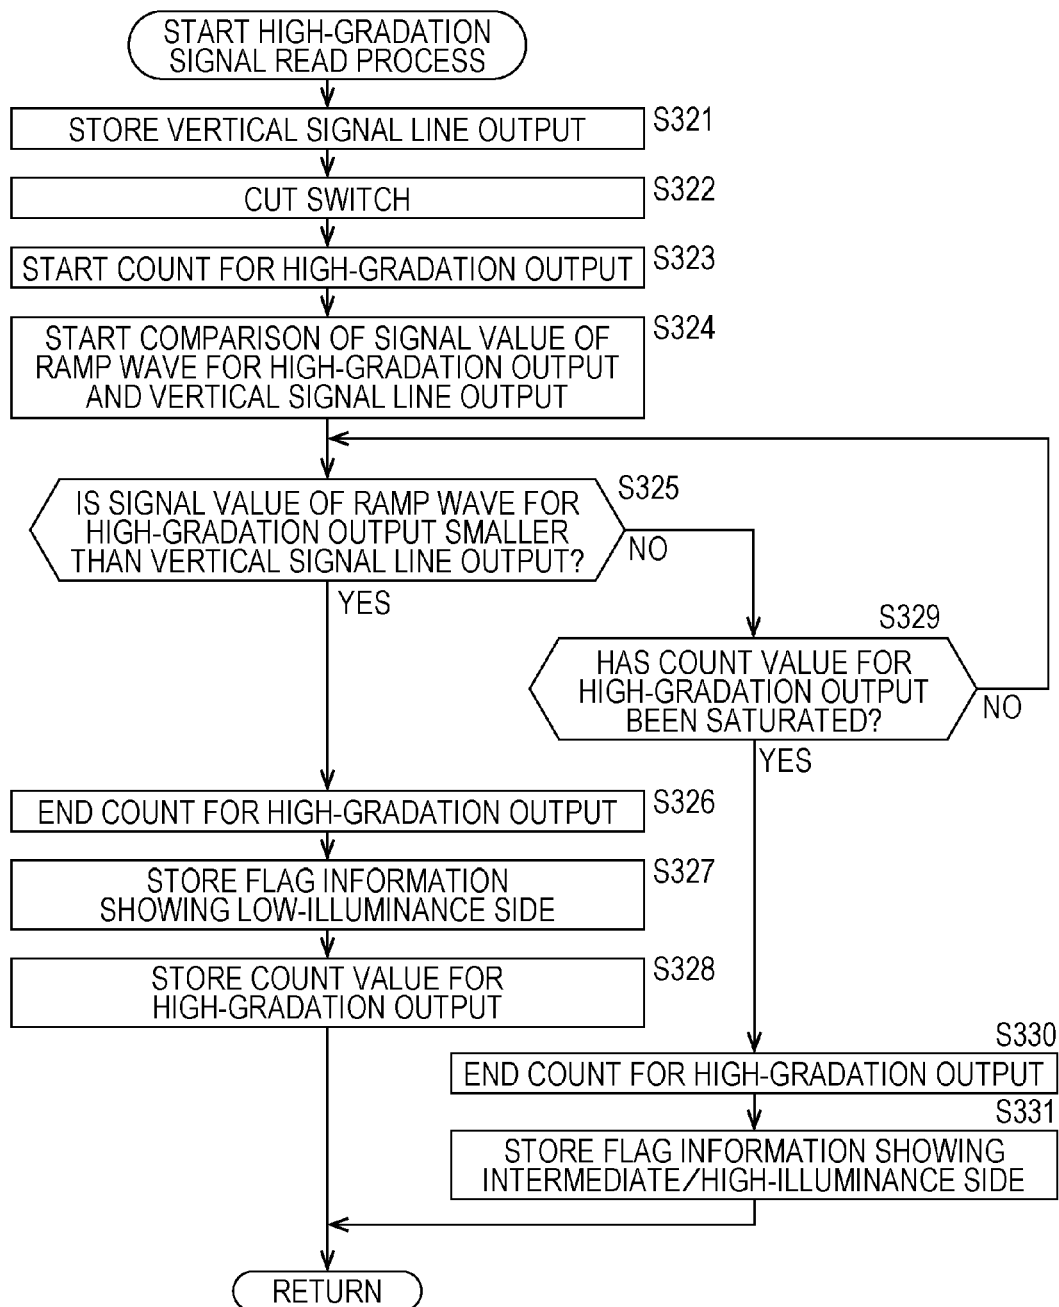 START HIGH-GRADATION
SIGNAL READ PROCESS
STORE VERTICAL SIGNAL LINE OUTPUT
S321
CUT SWITCH
S322
START COUNT FOR HIGH-GRADATION OUTPUT
S323
START COMPARISON OF SIGNAL VALUE OF
RAMP WAVE FOR HIGH-GRADATION OUTPUT
AND VERTICAL SIGNAL LINE OUTPUT
S324
IS SIGNAL VALUE OF RAMP WAVE FOR
HIGH-GRADATION OUTPUT SMALLER
THAN VERTICAL SIGNAL LINE OUTPUT?
S325
NO
YES
S329
HAS COUNT VALUE FOR
HIGH-GRADATION OUTPUT
BEEN SATURATED?
NO
YES
END COUNT FOR HIGH-GRADATION OUTPUT
S326
STORE FLAG INFORMATION
SHOWING LOW-ILLUMINANCE SIDE
S327
STORE COUNT VALUE FOR
HIGH-GRADATION OUTPUT
S328
S330
END COUNT FOR HIGH-GRADATION OUTPUT
S331
STORE FLAG INFORMATION SHOWING
INTERMEDIATE/HIGH-ILLUMINANCE SIDE
RETURN